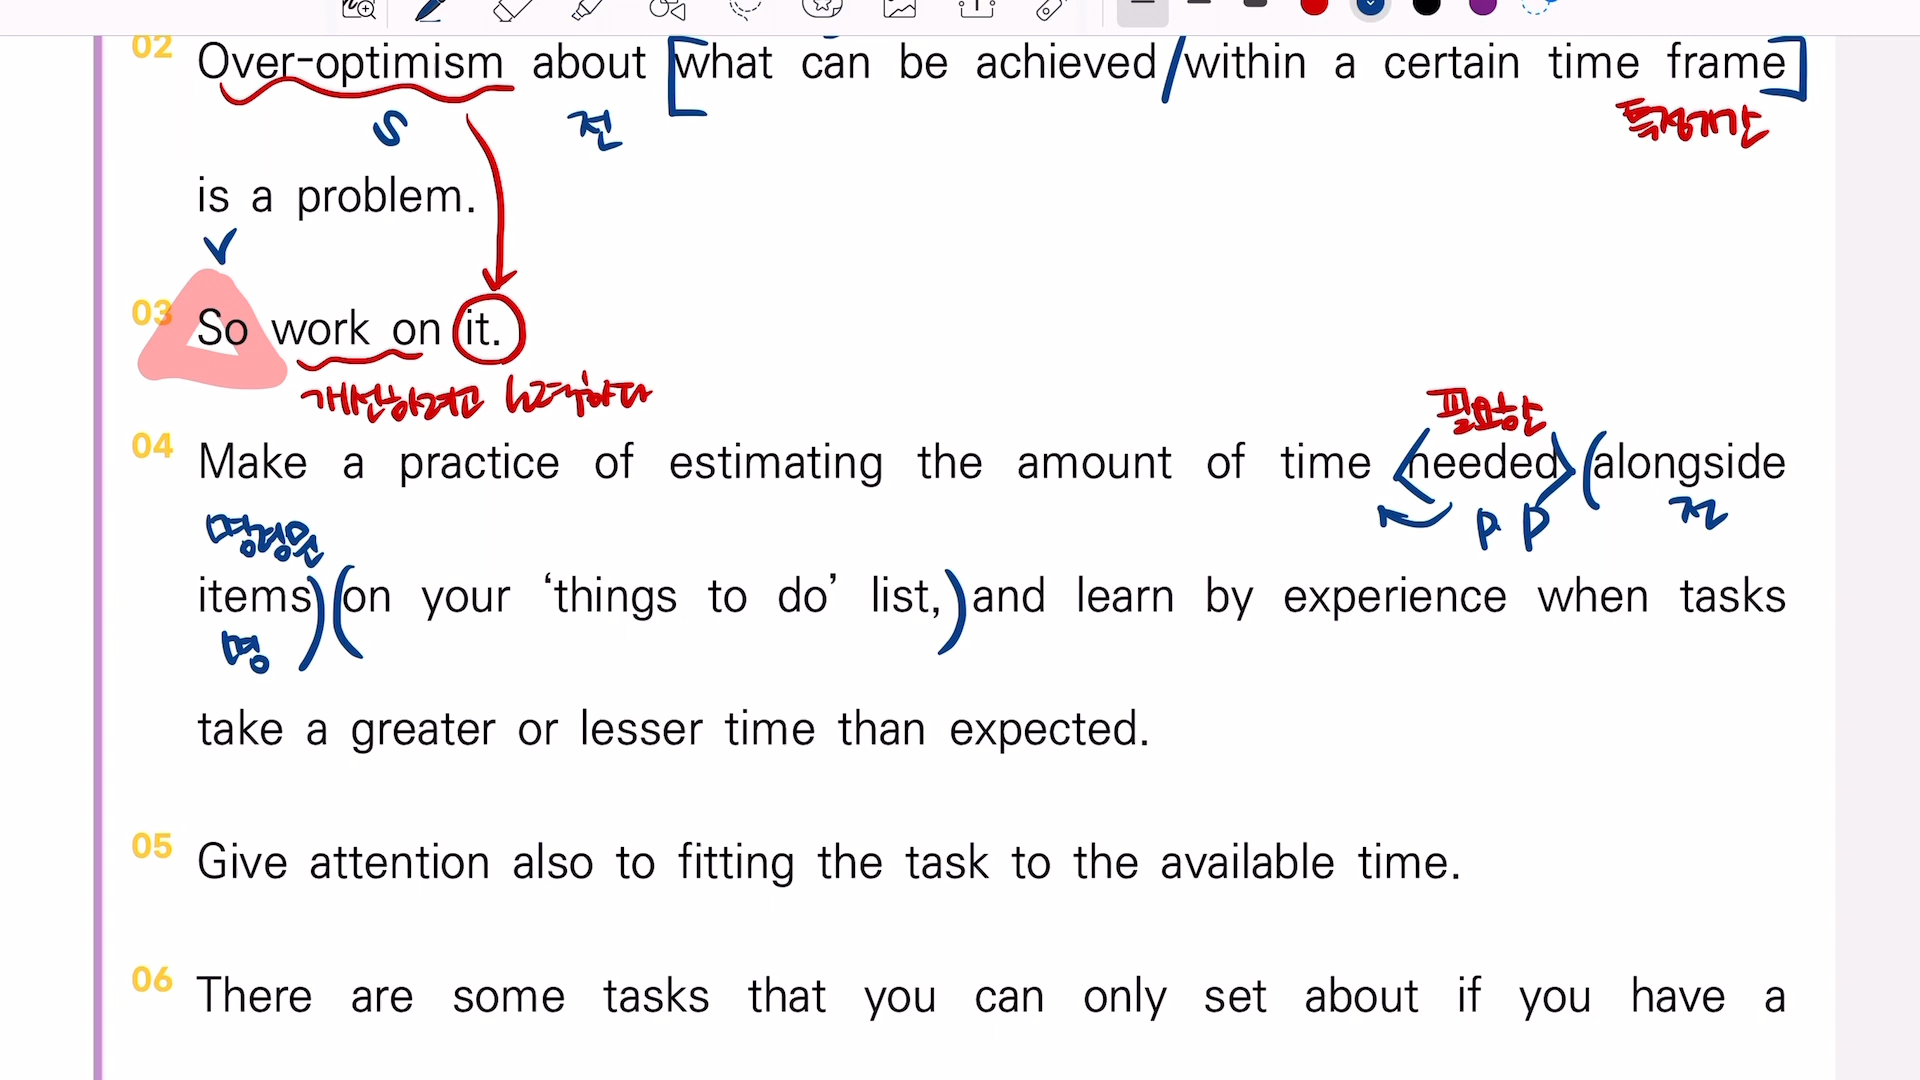 02 Over-optimism about [what can be achieved / within a certain time frame]
S 전 특정기간
is a problem.
V
03 So work on it.
개선하려고 노력하다
필요한
04 Make a practice of estimating the amount of time <needed> (alongside
명령문 PP 전
items) (on your ‘things to do’ list,) and learn by experience when tasks
명
take a greater or lesser time than expected.
05 Give attention also to fitting the task to the available time.
06 There are some tasks that you can only set about if you have a